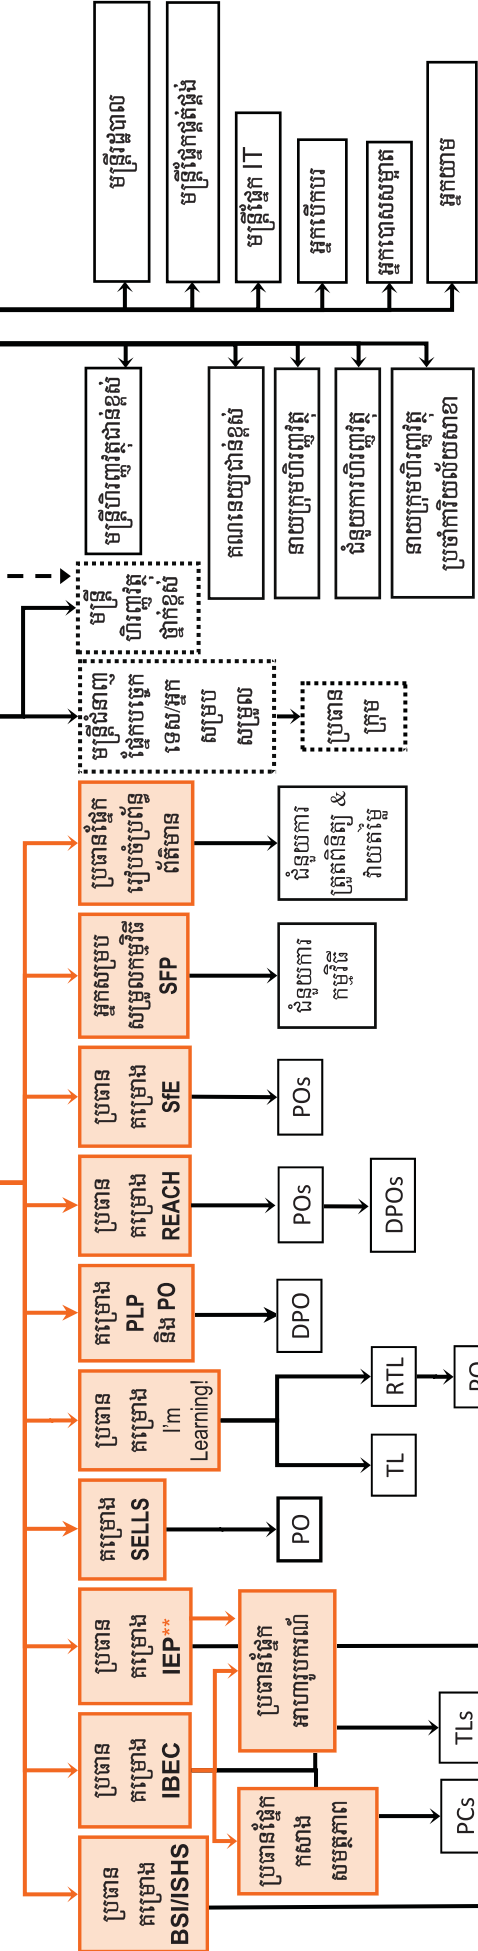 មន្ត្រីរដ្ឋបាល
មន្ត្រីផ្នែកផ្គត់ផ្គង់
មន្ត្រីផ្នែក IT
អ្នកបើកបរ
អ្នកបោសសម្អាត
អ្នកយាម
មន្ត្រីហិរញ្ញវត្ថុជាន់ខ្ពស់
គណនេយ្យជាន់ខ្ពស់
នាយក្រុមហិរញ្ញវត្ថុ
ជំនួយការហិរញ្ញវត្ថុ
នាយក្រុមហិរញ្ញវត្ថុ
ប្រចាំការិយាល័យសាខា
មន្ត្រី
ហិរញ្ញវត្ថុ
ថ្នាក់ខ្ពស់
មន្ត្រីជំនាញ
ផ្នែកបច្ចេក
ទេស/អ្នក
សម្រប
សម្រួល
ប្រធាន
ក្រុម
ប្រធានផ្នែក
រៀបចំប្រព័ន្ធ
ព័ត៌មាន
ជំនួយការ
ត្រួតពិនិត្យ &
វាយតម្លៃ
អ្នកសម្រប
សម្រួលកម្មវិធី
SFP
ជំនួយការ
កម្មវិធី
ប្រធាន
គម្រោង
SfE
POs
ប្រធាន
គម្រោង
REACH
POs
DPOs
គម្រោង
PLP
និង PO
DPO
ប្រធាន
គម្រោង
I'm
Learning!
RTL
TL
គម្រោង
SELLS
PO
ប្រធាន
គម្រោង
IEP**
ប្រធានផ្នែក
អាហារូបករណ៍
TLs
ប្រធាន
គម្រោង
IBEC
ប្រធានផ្នែក
កសាង
សមត្ថភាព
PCs
ប្រធាន
គម្រោង
BSI/ISHS